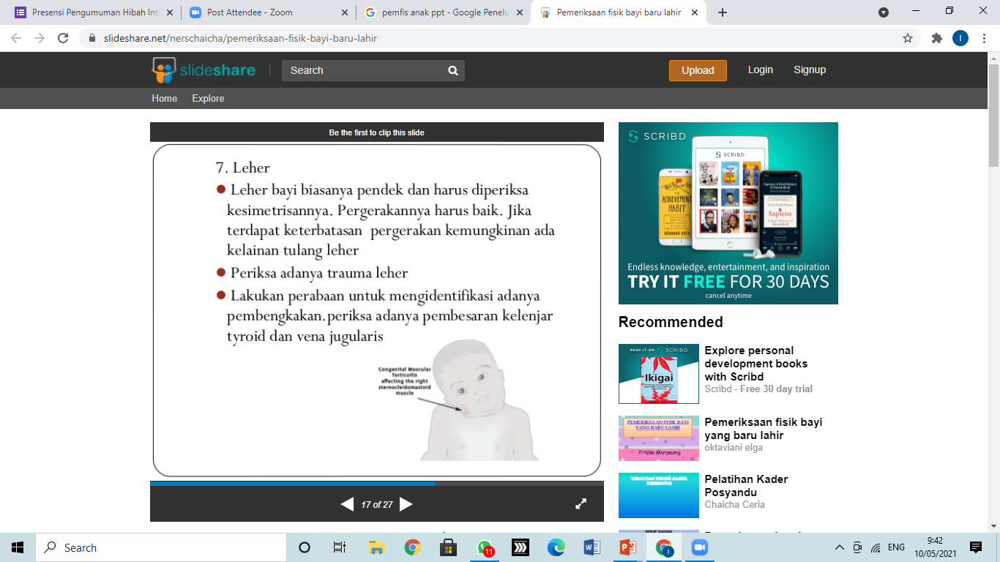 Presensi Pengumuman Hibah Int
Post Attendee - Zoom
pemfis anak ppt - Google Penelu
Pemeriksaan fisik bayi baru lahir
slideshare.net/nerschaicha/pemeriksaan-fisik-bayi-baru-lahir
I
slideshare
Search
Upload
Login
Signup
Home
Explore
Be the first to clip this slide
7. Leher
Leher biyi biasanya pendek dan harus diperiksa
kesimetrisannya. Pergerakannya harus baik. Jika
terdapat keterbatasan pergerakan kemungkinan ada
kelainan tulang leher
Periksa adanya trauma leher
Lakukan perabaan untuk mengidentifikasi adanya
pembengkakan.periksa adanya pembesaran kelenjar
tyroid dan vena jugularis
Congenital Muscular
Torticollis
affecting the right
sternocleidomastoid
muscle
17 of 27
SCRIBD
SCRIBD
THE
ACHIEVEMENT
HABIT
BERNARD ROTH
Sapiens
Endless knowledge, entertainment, and inspiration
TRY IT FREE FOR 30 DAYS
cancel anytime
Recommended
READ IT ON SCRIBD
Ikigai
Explore personal
development books
with Scribd
Scribd - Free 30 day trial
PEMERIKSAAN FISIK BAYI
YANG BARU LAHIR
Friska Marpaung
Pemeriksaan fisik bayi
yang baru lahir
oktaviani elga
Pelatihan Kader
Posyandu
Chaicha Ceria
Search
11
I
ENG
9:42
10/05/2021